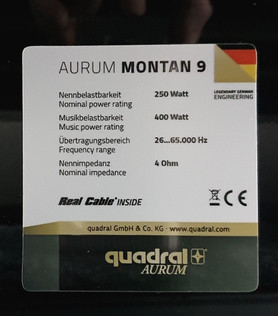 AURUM MONTAN 9
LEGENDARY GERMAN
ENGINEERING
Nennbelastbarkeit 250 Watt
Nominal power rating
Musikbelastbarkeit 400 Watt
Music power rating
Übertragungsbereich 26...65.000 Hz
Frequency range
Nennimpedanz 4 Ohm
Nominal impedance
Real Cable® INSIDE
CE
quadral GmbH & Co. KG · www.quadral.com
quadral
AURUM